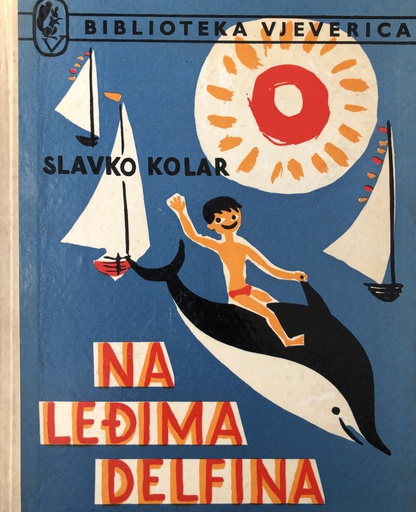 BIBLIOTEKA VJEVERICA
SLAVKO KOLAR
NA
LEĐIMA
DELFINA